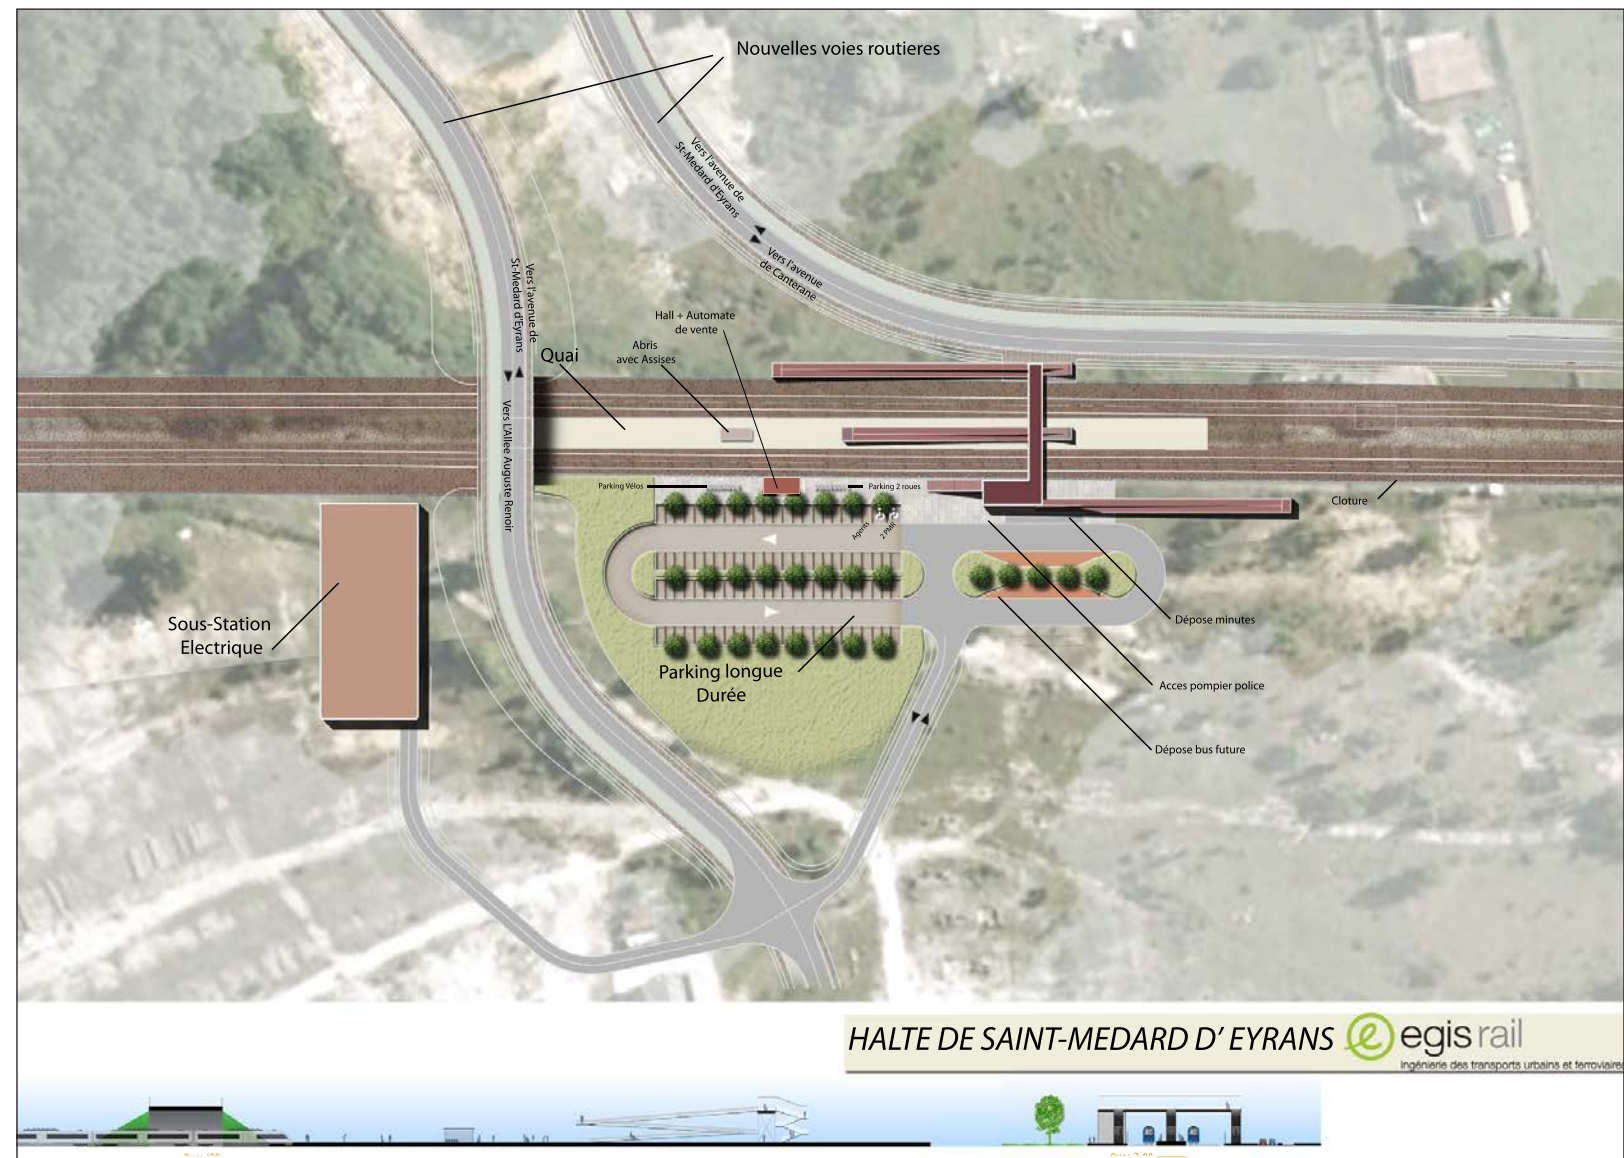 Nouvelles voies routieres
Vers l'avenue de
St-Medard d'Eyrans
Vers l'avenue
de Canterane
Vers l'avenue de
St-Medard d'Eyrans
Vers L'Allee Auguste Renoir
Hall + Automate
de vente
Abris
avec Assises
Quai
Parking Vélos
Parking 2 roues
Agents
2 PMR
Cloture
Sous-Station
Electrique
Parking longue
Durée
Dépose minutes
Acces pompier police
Dépose bus future
HALTE DE SAINT-MEDARD D' EYRANS
egis rail
ingénierie des transports urbains et ferroviaires